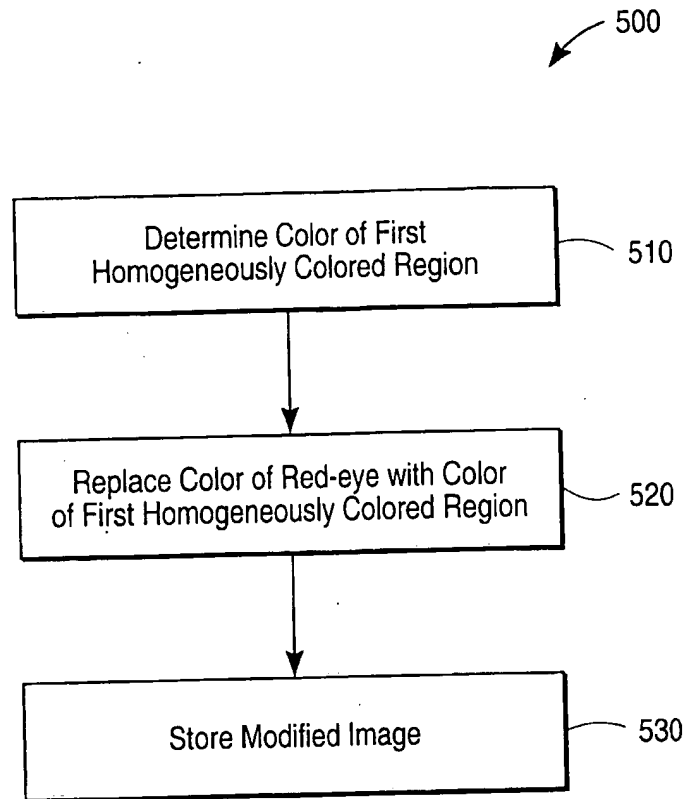 500
Determine Color of First
Homogeneously Colored Region
510
Replace Color of Red-eye with Color
of First Homogeneously Colored Region
520
Store Modified Image
530